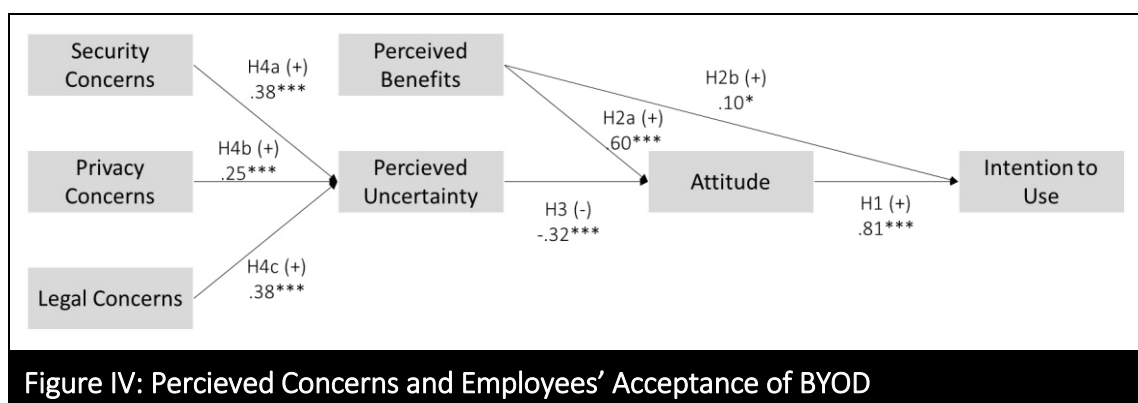 Security
Concerns
Perceived
Benefits
H4a (+)
.38***
H2b (+)
.10*
H2a (+)
.60***
H4b (+)
.25***
Privacy
Concerns
Percieved
Uncertainty
Attitude
Intention to
Use
H3 (-)
-.32***
H1 (+)
.81***
H4c (+)
.38***
Legal Concerns
Figure IV: Percieved Concerns and Employees’ Acceptance of BYOD